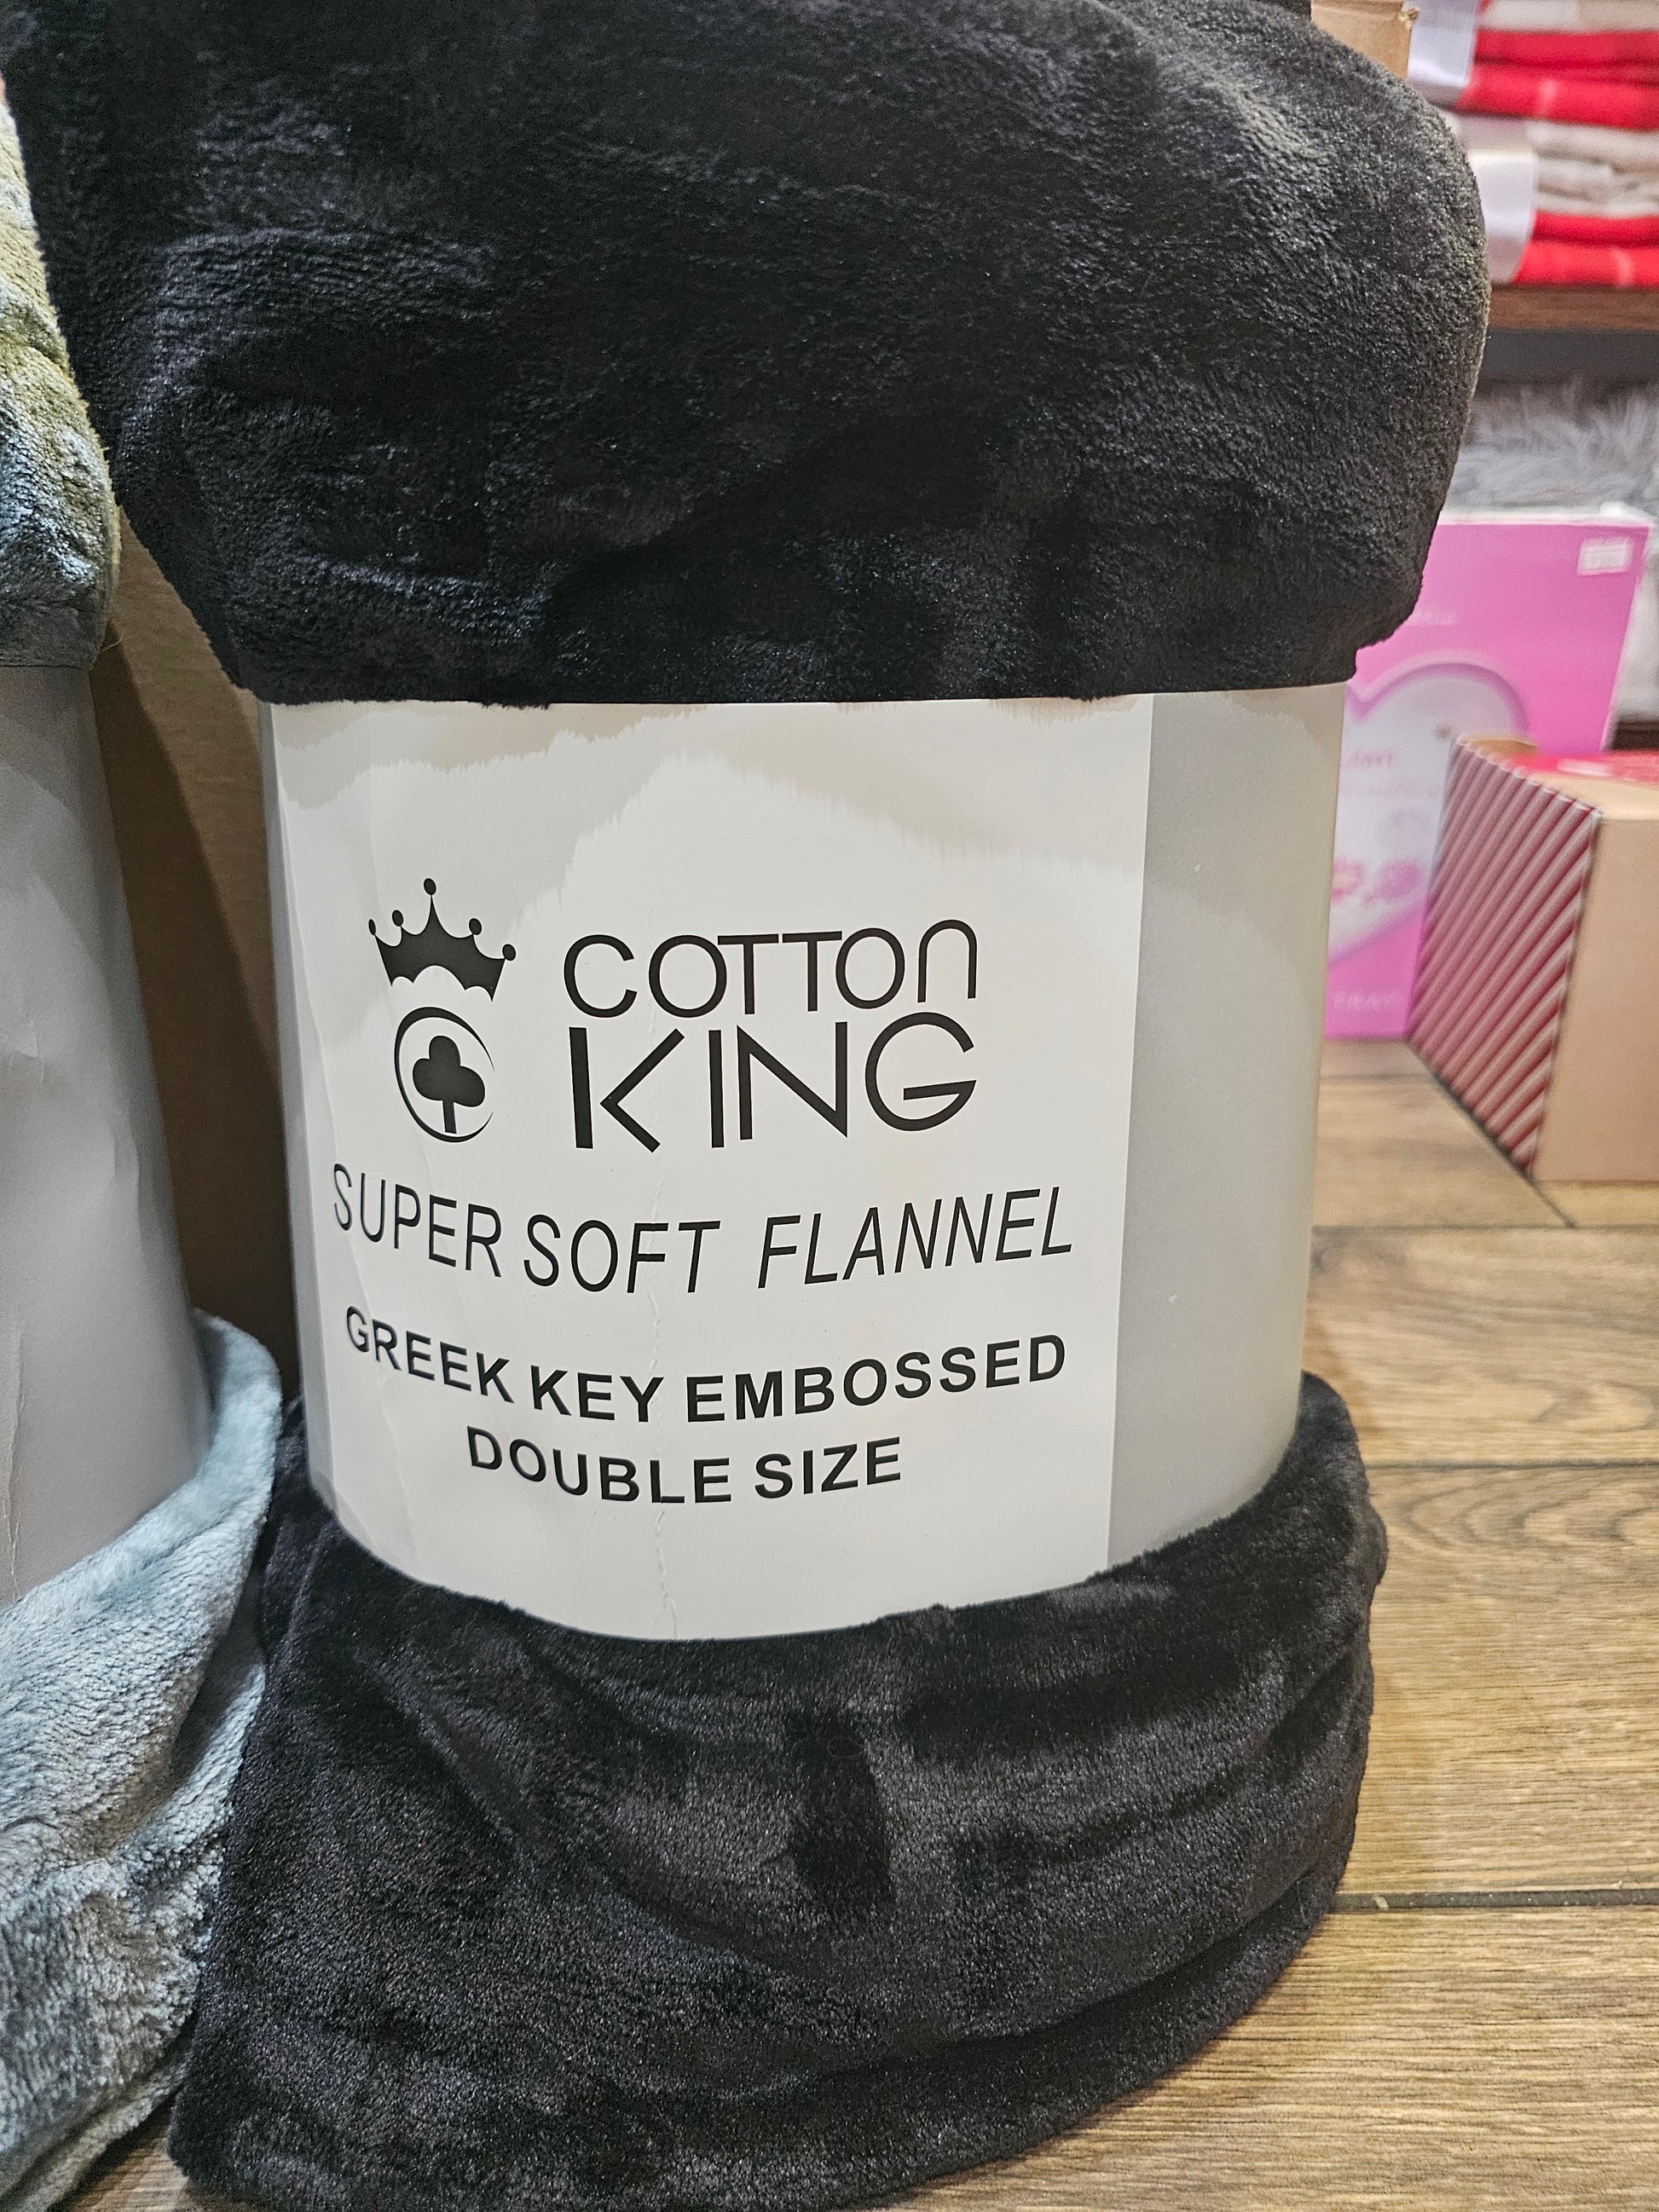 COTTON
KING
SUPER SOFT FLANNEL
GREEK KEY EMBOSSED
DOUBLE SIZE